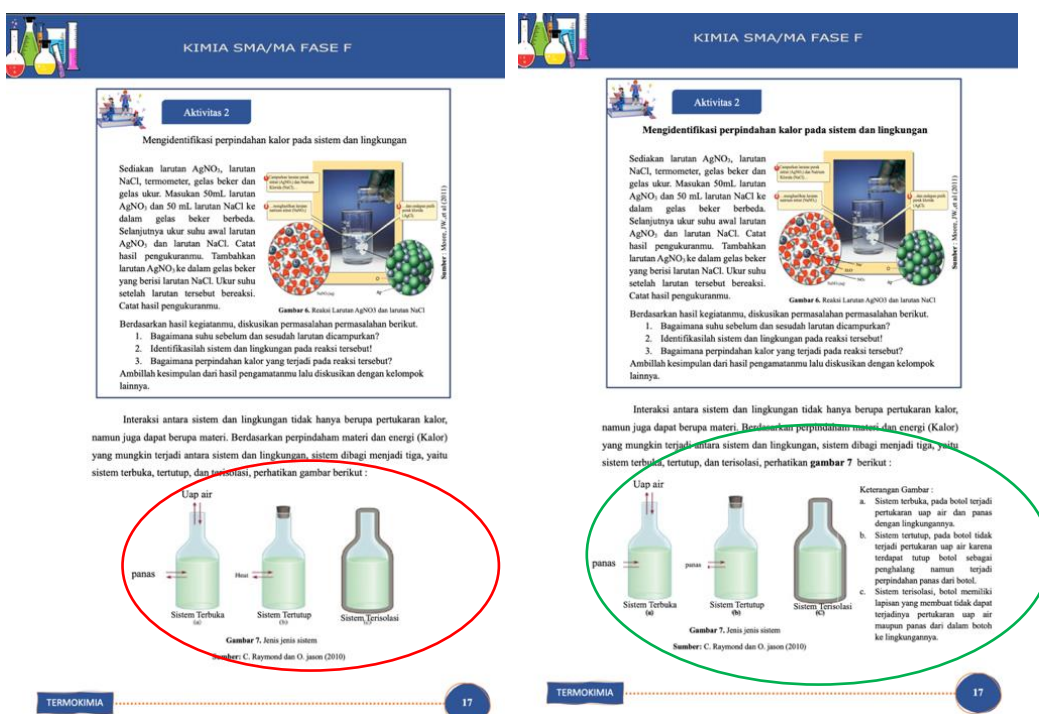 KIMIA SMA/MA FASE F
Aktivitas 2
Mengidentifikasi perpindahan kalor pada sistem dan lingkungan
Sediakan larutan AgNO₃, larutan
NaCl, termometer, gelas beker dan
gelas ukur. Masukan 50mL larutan
AgNO₃ dan 50 mL larutan NaCl ke
dalam gelas beker berbeda.
Selanjutnya ukur suhu awal larutan
AgNO₃ dan larutan NaCl. Catat
hasil pengukuranmu. Tambahkan
larutan AgNO₃ ke dalam gelas beker
yang berisi larutan NaCl. Ukur suhu
setelah larutan tersebut bereaksi.
Catat hasil pengukuranmu.
Sumber : Moore, JW.,et al (2011)
Gambar 6. Reaksi Larutan AgNO3 dan larutan NaCl
Berdasarkan hasil kegiatanmu, diskusikan permasalahan permasalahan berikut.
1. Bagaimana suhu sebelum dan sesudah larutan dicampurkan?
2. Identifikasilah sistem dan lingkungan pada reaksi tersebut!
3. Bagaimana perpindahan kalor yang terjadi pada reaksi tersebut?
Ambillah kesimpulan dari hasil pengamatanmu lalu diskusikan dengan kelompok
lainnya.
Interaksi antara sistem dan lingkungan tidak hanya berupa pertukaran kalor,
namun juga dapat berupa materi. Berdasarkan perpindaham materi dan energi (Kalor)
yang mungkin terjadi antara sistem dan lingkungan, sistem dibagi menjadi tiga, yaitu
sistem terbuka, tertutup, dan terisolasi, perhatikan gambar berikut :
Uap air
panas
Heat
Sistem Terbuka
(a)
Sistem Tertutup
(b)
Sistem Terisolasi
(c)
Gambar 7. Jenis jenis sistem
Sumber: C. Raymond dan O. jason (2010)
TERMOKIMIA
17
KIMIA SMA/MA FASE F
Aktivitas 2
Mengidentifikasi perpindahan kalor pada sistem dan lingkungan
Sediakan larutan AgNO₃, larutan
NaCl, termometer, gelas beker dan
gelas ukur. Masukan 50mL larutan
AgNO₃ dan 50 mL larutan NaCl ke
dalam gelas beker berbeda.
Selanjutnya ukur suhu awal larutan
AgNO₃ dan larutan NaCl. Catat
hasil pengukuranmu. Tambahkan
larutan AgNO₃ ke dalam gelas beker
yang berisi larutan NaCl. Ukur suhu
setelah larutan tersebut bereaksi.
Catat hasil pengukuranmu.
Sumber : Moore, JW.,et al (2011)
Gambar 6. Reaksi Larutan AgNO3 dan larutan NaCl
Berdasarkan hasil kegiatanmu, diskusikan permasalahan permasalahan berikut.
1. Bagaimana suhu sebelum dan sesudah larutan dicampurkan?
2. Identifikasilah sistem dan lingkungan pada reaksi tersebut!
3. Bagaimana perpindahan kalor yang terjadi pada reaksi tersebut?
Ambillah kesimpulan dari hasil pengamatanmu lalu diskusikan dengan kelompok
lainnya.
Interaksi antara sistem dan lingkungan tidak hanya berupa pertukaran kalor,
namun juga dapat berupa materi. Berdasarkan perpindaham materi dan energi (Kalor)
yang mungkin terjadi antara sistem dan lingkungan, sistem dibagi menjadi tiga, yaitu
sistem terbuka, tertutup, dan terisolasi, perhatikan gambar 7 berikut :
Uap air
panas
panas
Sistem Terbuka
(a)
Sistem Tertutup
(b)
Sistem Terisolasi
(C)
Gambar 7. Jenis jenis sistem
Sumber: C. Raymond dan O. jason (2010)
Keterangan Gambar :
a. Sistem terbuka, pada botol terjadi
pertukaran uap air dan panas
dengan lingkungannya.
b. Sistem tertutup, pada botol tidak
terjadi pertukaran uap air karena
terdapat tutup botol sebagai
penghalang namun terjadi
perpindahan panas dari botol.
c. Sistem terisolasi, botol memiliki
lapisan yang membuat tidak dapat
terjadinya pertukaran uap air
maupun panas dari dalam botoh
ke lingkungannya.
TERMOKIMIA
17